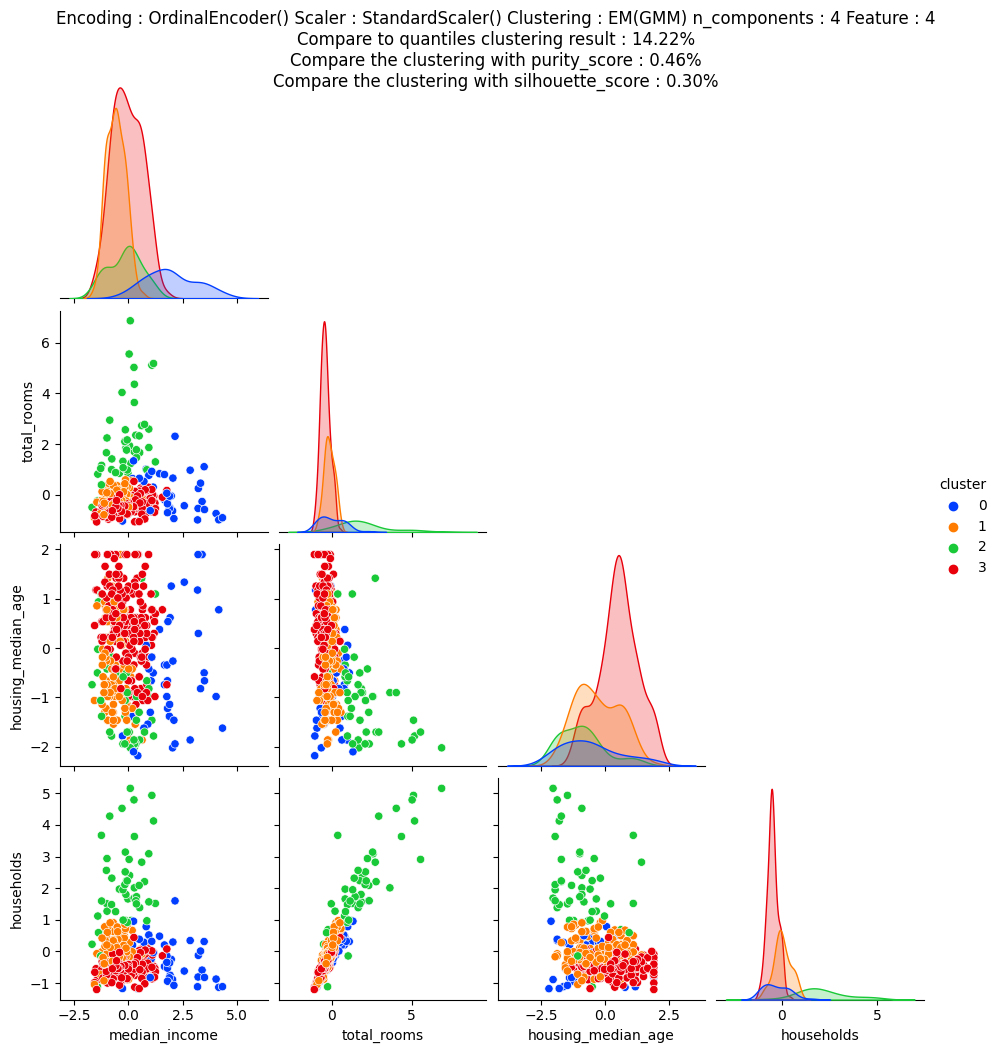 Encoding : OrdinalEncoder() Scaler : StandardScaler() Clustering : EM(GMM) n_components : 4 Feature : 4
Compare to quantiles clustering result : 14.22%
Compare the clustering with purity_score : 0.46%
Compare the clustering with silhouette_score : 0.30%
total_rooms
6
4
2
0
cluster
0
1
2
3
housing_median_age
2
1
0
−1
−2
households
5
4
3
2
1
0
−1
−2.5 0.0 2.5 5.0
0 5
−2.5 0.0 2.5
0 5
median_income
total_rooms
housing_median_age
households